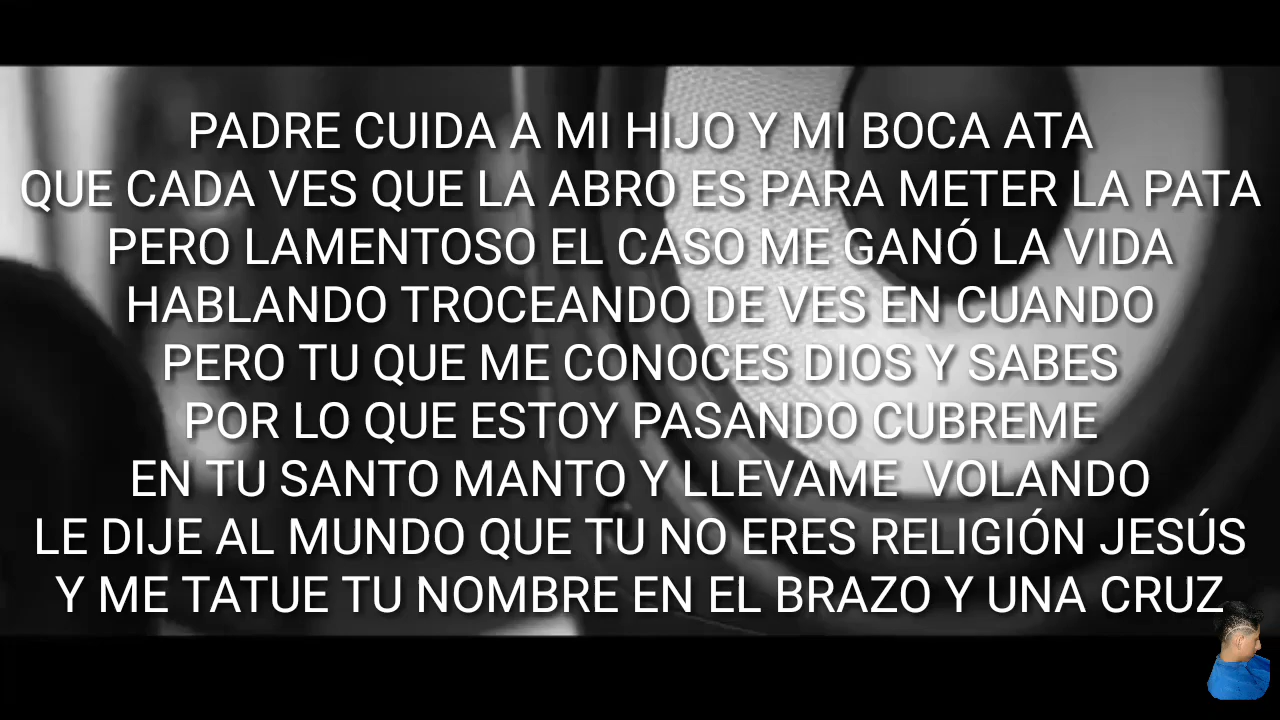 PADRE CUIDA A MI HIJO Y MI BOCA ATA
QUE CADA VES QUE LA ABRO ES PARA METER LA PATA
PERO LAMENTOSO EL CASO ME GANÓ LA VIDA
HABLANDO TROCEANDO DE VES EN CUANDO
PERO TU QUE ME CONOCES DIOS Y SABES
POR LO QUE ESTOY PASANDO CUBREME
EN TU SANTO MANTO Y LLEVAME VOLANDO
LE DIJE AL MUNDO QUE TU NO ERES RELIGIÓN JESÚS
Y ME TATUE TU NOMBRE EN EL BRAZO Y UNA CRUZ